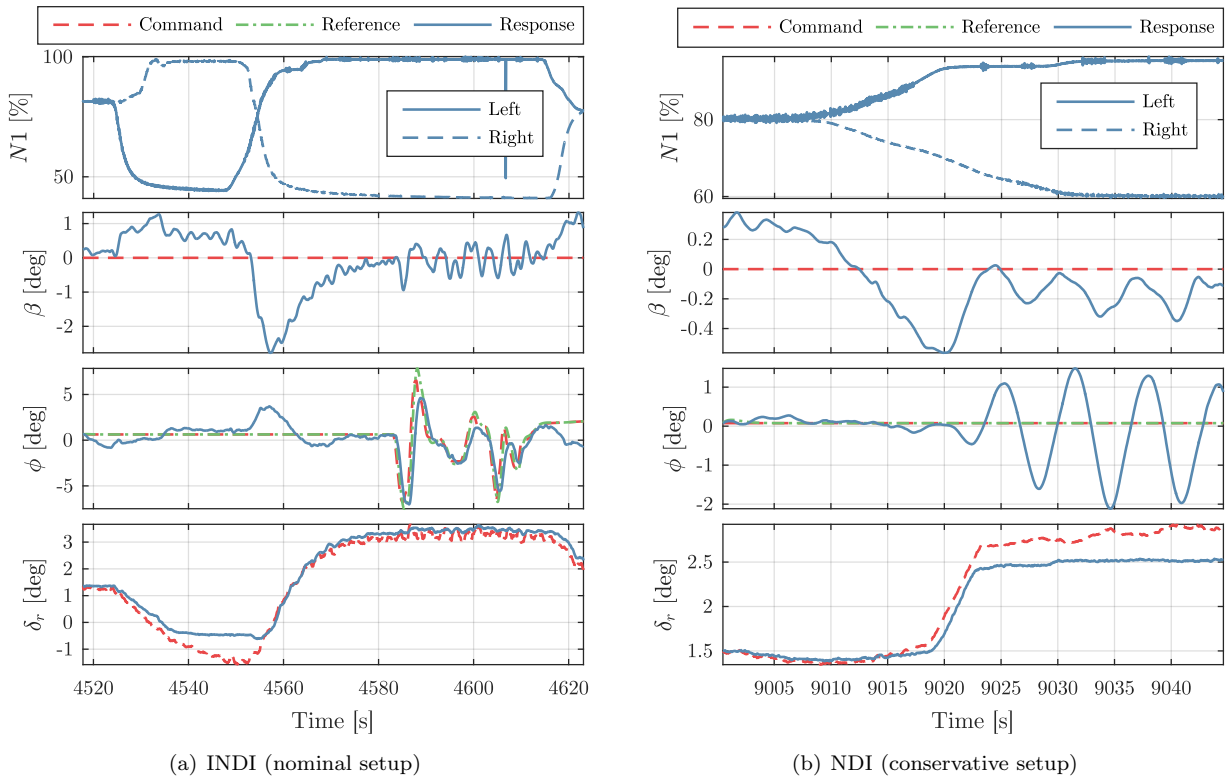 Command Reference Response
100
50
N1 [%]
Left
Right
1
0
-1
-2
β [deg]
5
0
-5
ϕ [deg]
3
2
1
0
-1
δr [deg]
4520 4540 4560 4580 4600 4620
Time [s]
(a) INDI (nominal setup)
Command Reference Response
80
60
N1 [%]
Left
Right
0.2
0
-0.2
-0.4
β [deg]
1
0
-1
-2
ϕ [deg]
2.5
2
1.5
δr [deg]
9005 9010 9015 9020 9025 9030 9035 9040
Time [s]
(b) NDI (conservative setup)